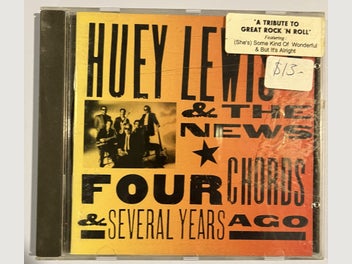 HUEY LEWIS
& THE
NEWS
FOUR CHORDS
& SEVERAL YEARS AGO
"A TRIBUTE TO
GREAT ROCK 'N ROLL"
Featuring
(She's) Some Kind Of Wonderful
& But It's Alright
$13-